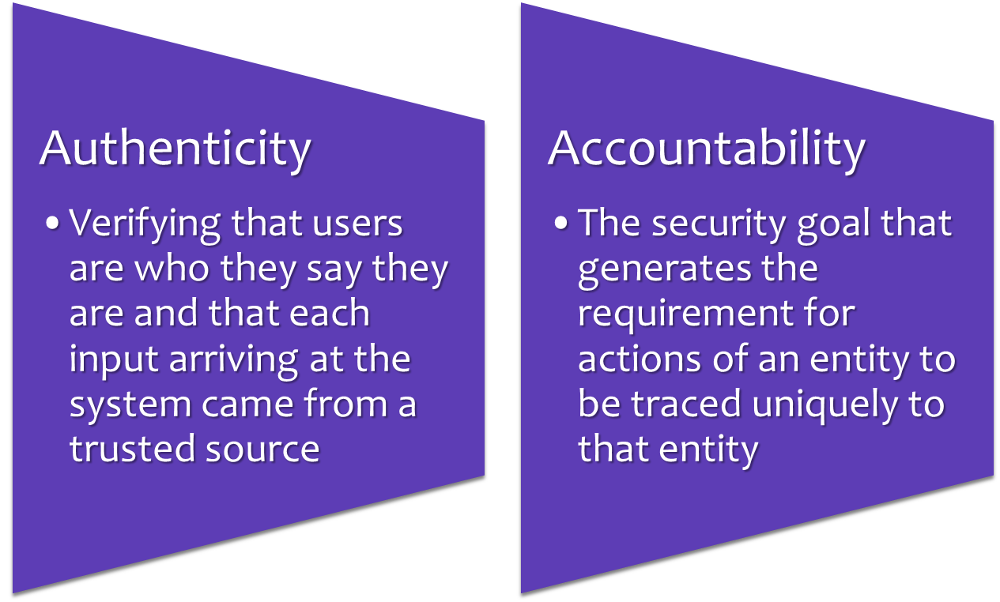 Authenticity
• Verifying that users
are who they say they
are and that each
input arriving at the
system came from a
trusted source
Accountability
• The security goal that
generates the
requirement for
actions of an entity to
be traced uniquely to
that entity